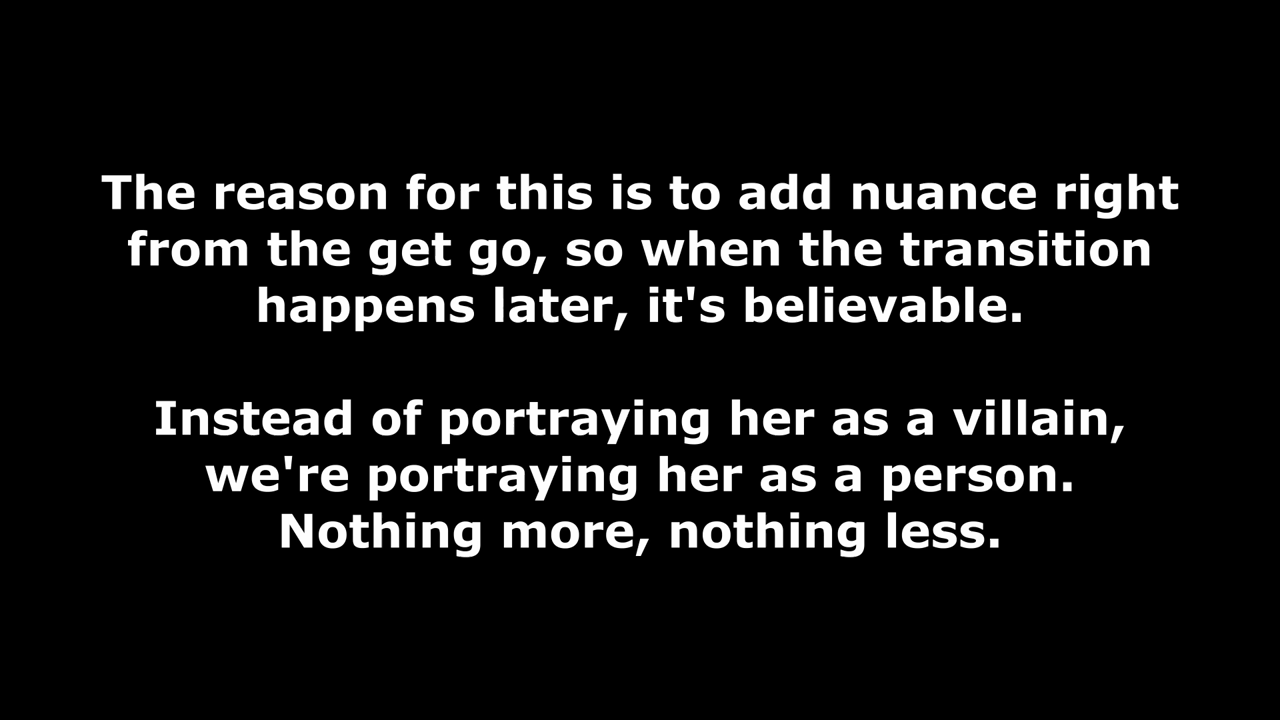 The reason for this is to add nuance right
from the get go, so when the transition
happens later, it's believable.
Instead of portraying her as a villain,
we're portraying her as a person.
Nothing more, nothing less.